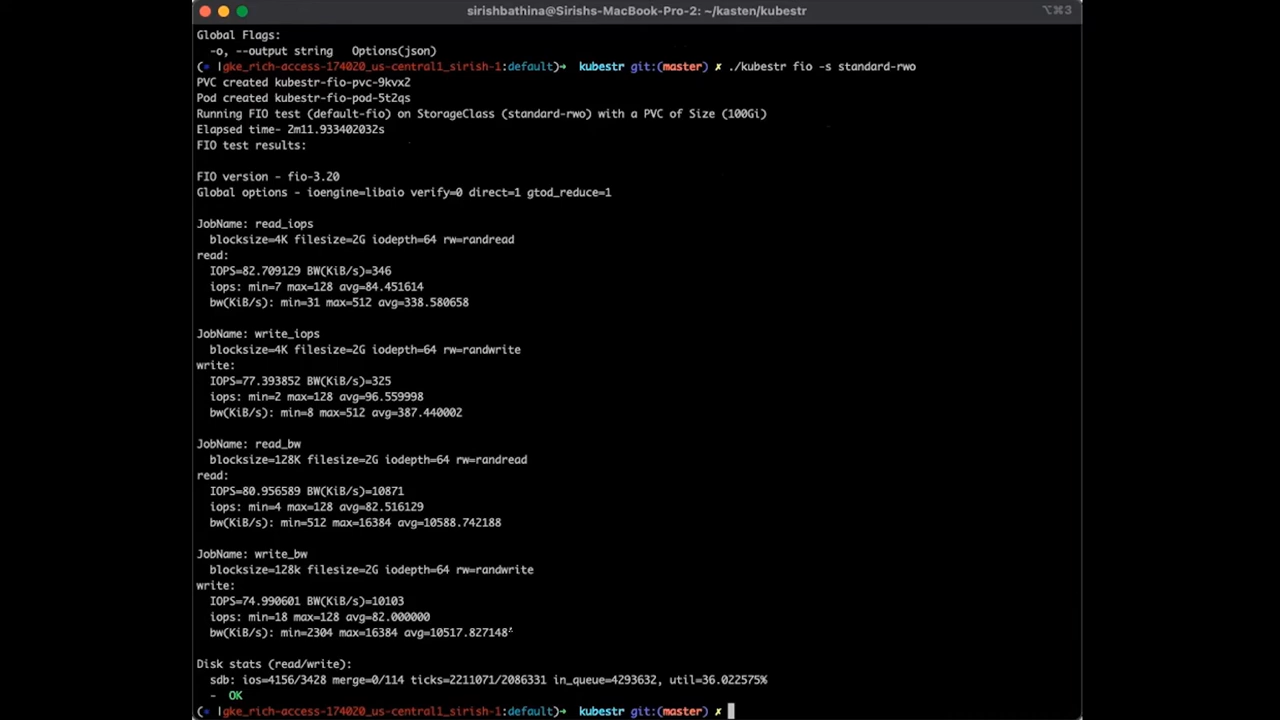 sirishbathina@Sirishs-MacBook-Pro-2: ~/kasten/kubestr
⌥⌘3
Global Flags:
-o, --output string   Options(json)
(● |gke_rich-access-174020_us-central1_sirish-1:default)➜  kubestr git:(master) ✗ ./kubestr fio -s standard-rwo
PVC created kubestr-fio-pvc-9kvx2
Pod created kubestr-fio-pod-5t2qs
Running FIO test (default-fio) on StorageClass (standard-rwo) with a PVC of Size (100Gi)
Elapsed time- 2m11.933402032s
FIO test results:
FIO version - fio-3.20
Global options - ioengine=libaio verify=0 direct=1 gtod_reduce=1
JobName: read_iops
blocksize=4K filesize=2G iodepth=64 rw=randread
read:
IOPS=82.709129 BW(KiB/s)=346
iops: min=7 max=128 avg=84.451614
bw(KiB/s): min=31 max=512 avg=338.580658
JobName: write_iops
blocksize=4K filesize=2G iodepth=64 rw=randwrite
write:
IOPS=77.393852 BW(KiB/s)=325
iops: min=2 max=128 avg=96.559998
bw(KiB/s): min=8 max=512 avg=387.440002
JobName: read_bw
blocksize=128K filesize=2G iodepth=64 rw=randread
read:
IOPS=80.956589 BW(KiB/s)=10871
iops: min=4 max=128 avg=82.516129
bw(KiB/s): min=512 max=16384 avg=10588.742188
JobName: write_bw
blocksize=128k filesize=2G iodepth=64 rw=randwrite
write:
IOPS=74.990601 BW(KiB/s)=10103
iops: min=18 max=128 avg=82.000000
bw(KiB/s): min=2304 max=16384 avg=10517.827148
Disk stats (read/write):
sdb: ios=4156/3428 merge=0/114 ticks=2211071/2086331 in_queue=4293632, util=36.022575%
-  OK
(● |gke_rich-access-174020_us-central1_sirish-1:default)➜  kubestr git:(master) ✗